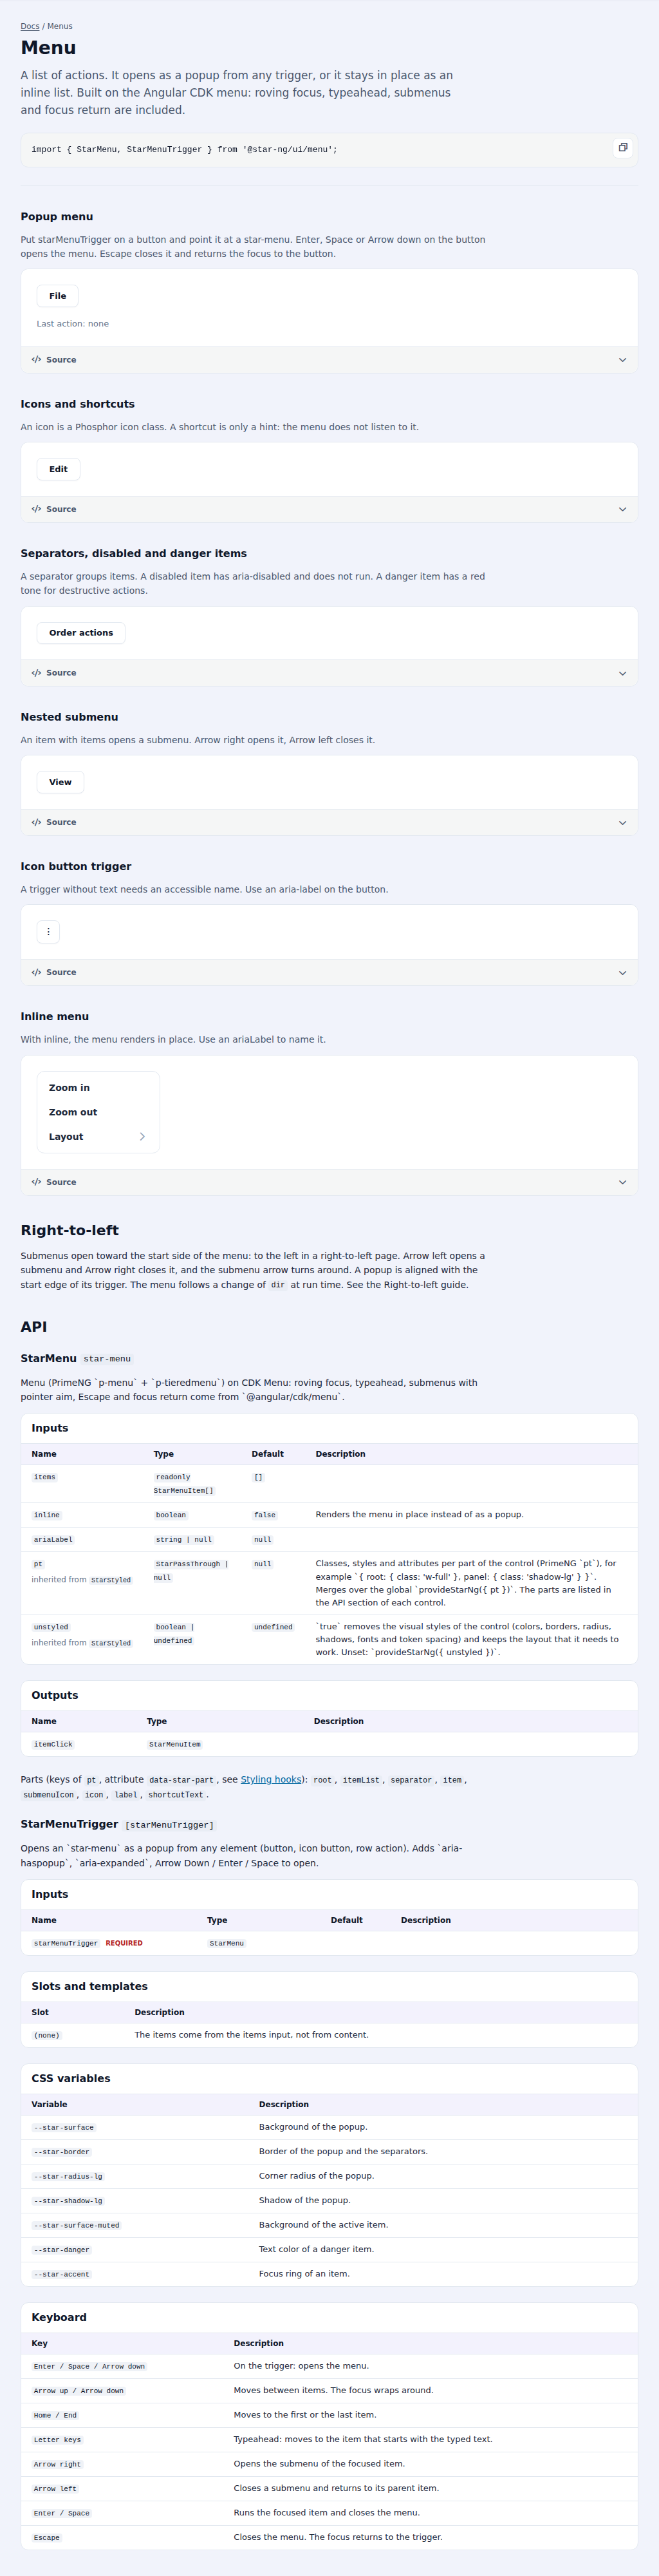 Docs / Menus
Menu
A list of actions. It opens as a popup from any trigger, or it stays in place as an
inline list. Built on the Angular CDK menu: roving focus, typeahead, submenus
and focus return are included.
import { StarMenu, StarMenuTrigger } from '@star-ng/ui/menu';
Popup menu
Put starMenuTrigger on a button and point it at a star-menu. Enter, Space or Arrow down on the button
opens the menu. Escape closes it and returns the focus to the button.
File
Last action: none
Source
Icons and shortcuts
An icon is a Phosphor icon class. A shortcut is only a hint: the menu does not listen to it.
Edit
Source
Separators, disabled and danger items
A separator groups items. A disabled item has aria-disabled and does not run. A danger item has a red
tone for destructive actions.
Order actions
Source
Nested submenu
An item with items opens a submenu. Arrow right opens it, Arrow left closes it.
View
Source
Icon button trigger
A trigger without text needs an accessible name. Use an aria-label on the button.
Source
Inline menu
With inline, the menu renders in place. Use an ariaLabel to name it.
Zoom in
Zoom out
Layout
Source
Right-to-left
Submenus open toward the start side of the menu: to the left in a right-to-left page. Arrow left opens a
submenu and Arrow right closes it, and the submenu arrow turns around. A popup is aligned with the
start edge of its trigger. The menu follows a change of dir at run time. See the Right-to-left guide.
API
StarMenu star-menu
Menu (PrimeNG `p-menu` + `p-tieredmenu`) on CDK Menu: roving focus, typeahead, submenus with
pointer aim, Escape and focus return come from `@angular/cdk/menu`.
Inputs
Name Type Default Description
items readonly StarMenuItem[] []
inline boolean false Renders the menu in place instead of as a popup.
ariaLabel string | null null
pt StarPassThrough | null null Classes, styles and attributes per part of the control (PrimeNG `pt`), for
inherited from StarStyled example `{ root: { class: 'w-full' }, panel: { class: 'shadow-lg' } }`.
Merges over the global `provideStarNg({ pt })`. The parts are listed in
the API section of each control.
unstyled boolean | undefined undefined `true` removes the visual styles of the control (colors, borders, radius,
inherited from StarStyled shadows, fonts and token spacing) and keeps the layout that it needs to
work. Unset: `provideStarNg({ unstyled })`.
Outputs
Name Type Description
itemClick StarMenuItem
Parts (keys of pt, attribute data-star-part, see Styling hooks): root, itemList, separator, item,
submenuIcon, icon, label, shortcutText.
StarMenuTrigger [starMenuTrigger]
Opens an `star-menu` as a popup from any element (button, icon button, row action). Adds `aria-
haspopup`, `aria-expanded`, Arrow Down / Enter / Space to open.
Inputs
Name Type Default Description
starMenuTrigger REQUIRED StarMenu
Slots and templates
Slot Description
(none) The items come from the items input, not from content.
CSS variables
Variable Description
--star-surface Background of the popup.
--star-border Border of the popup and the separators.
--star-radius-lg Corner radius of the popup.
--star-shadow-lg Shadow of the popup.
--star-surface-muted Background of the active item.
--star-danger Text color of a danger item.
--star-accent Focus ring of an item.
Keyboard
Key Description
Enter / Space / Arrow down On the trigger: opens the menu.
Arrow up / Arrow down Moves between items. The focus wraps around.
Home / End Moves to the first or the last item.
Letter keys Typeahead: moves to the item that starts with the typed text.
Arrow right Opens the submenu of the focused item.
Arrow left Closes a submenu and returns to its parent item.
Enter / Space Runs the focused item and closes the menu.
Escape Closes the menu. The focus returns to the trigger.